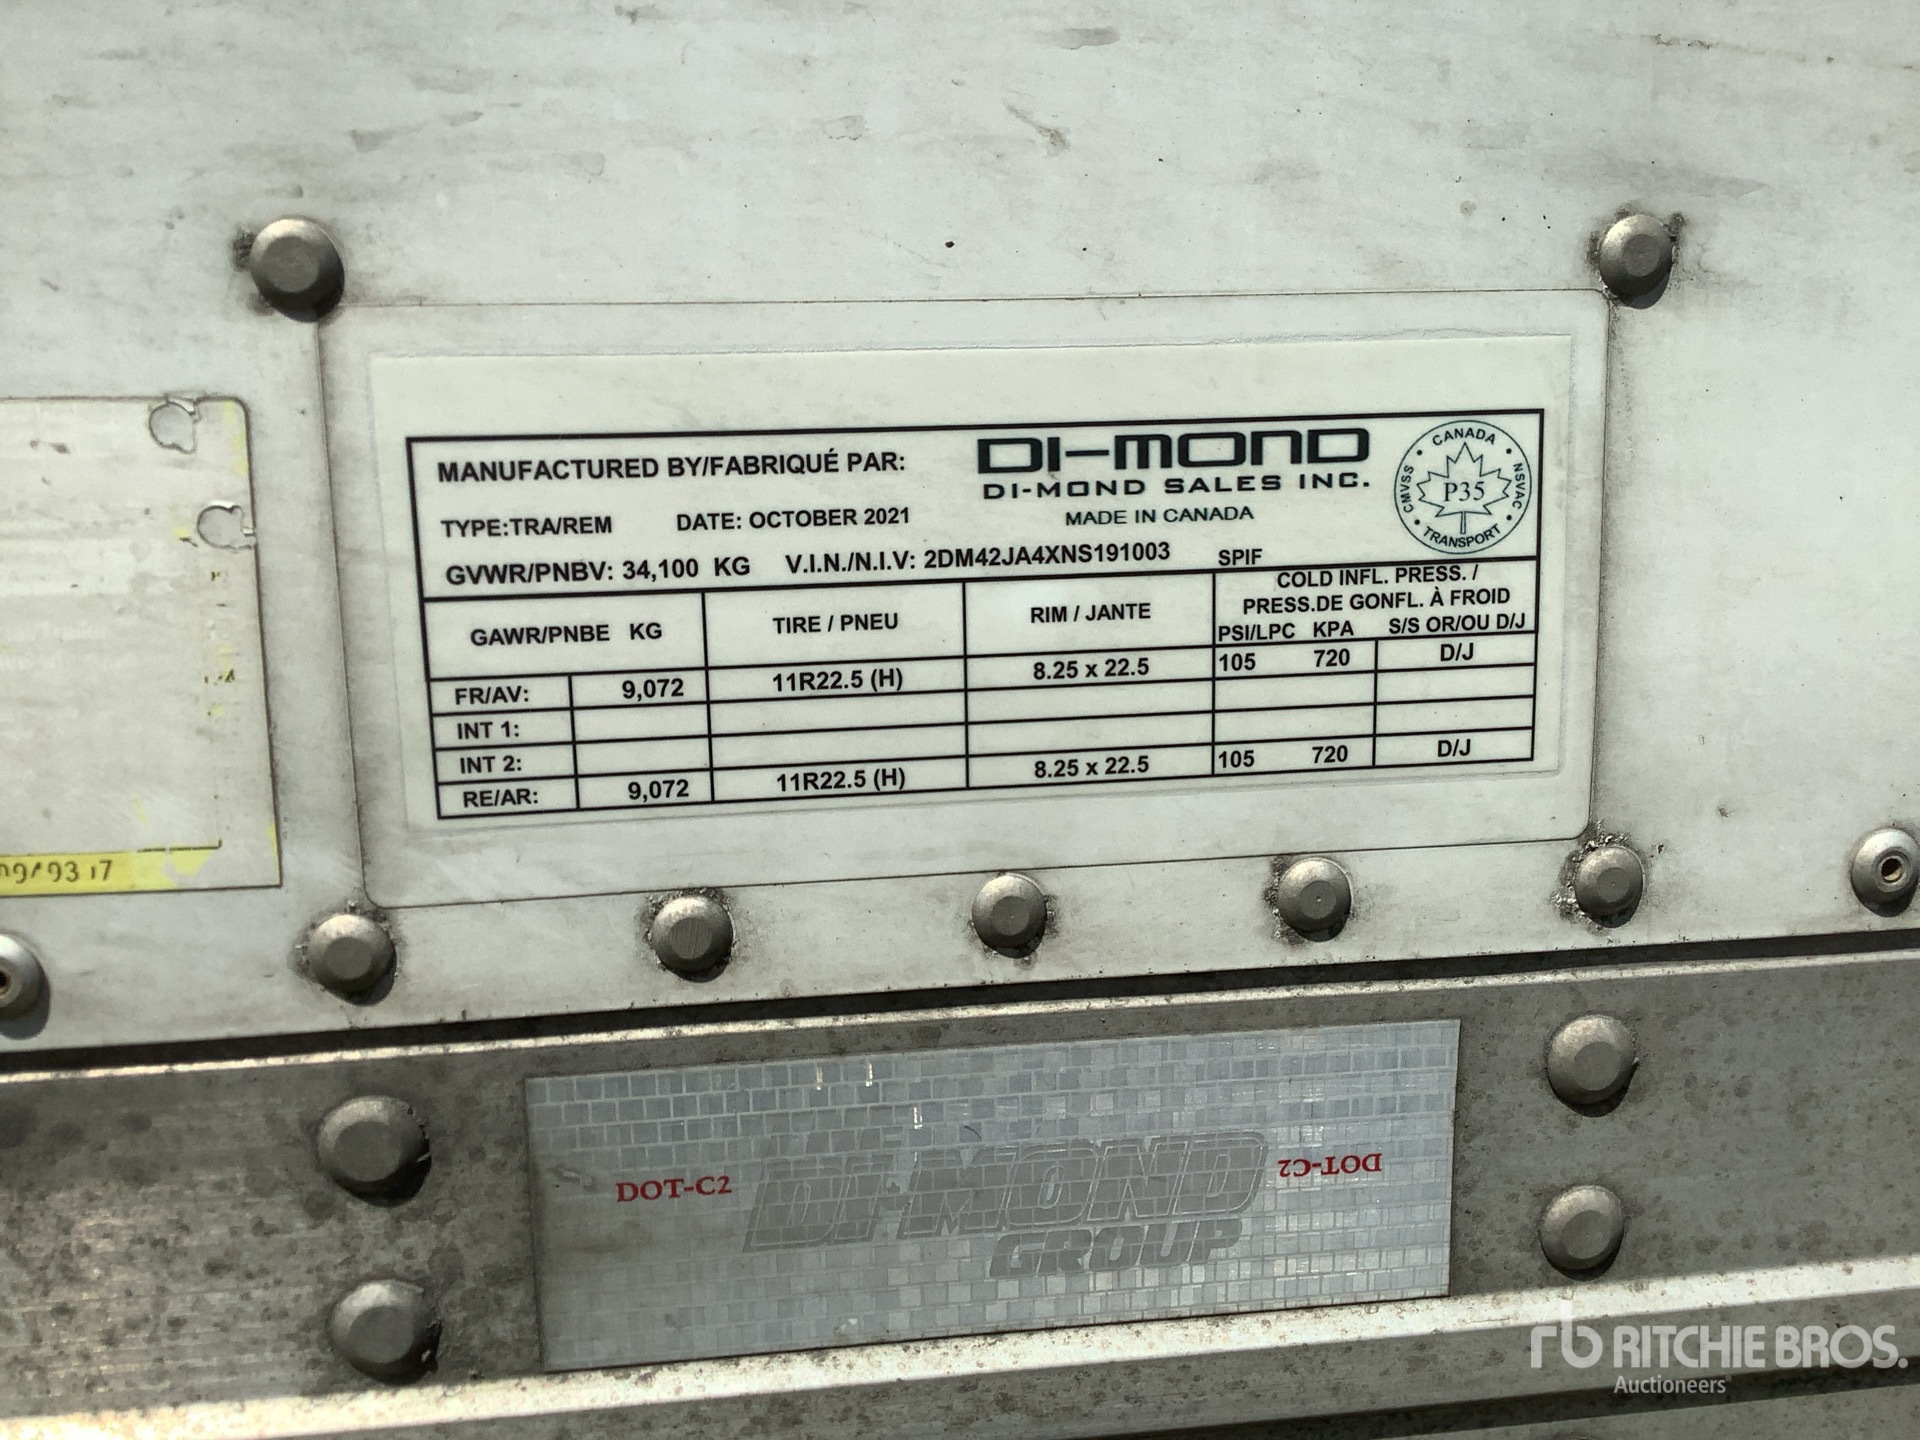 MANUFACTURED BY/FABRIQUÉ PAR:
DI-MOND
DI-MOND SALES INC.
MADE IN CANADA
CANADA
CMVSS
P35
NSVAC
TRANSPORT
TYPE:TRA/REM DATE: OCTOBER 2021
GVWR/PNBV: 34,100 KG V.I.N./N.I.V: 2DM42JA4XNS191003 SPIF
GAWR/PNBE KG TIRE / PNEU RIM / JANTE
COLD INFL. PRESS. /
PRESS.DE GONFL. À FROID
PSI/LPC KPA S/S OR/OU D/J
FR/AV: 9,072 11R22.5 (H) 8.25 x 22.5 105 720 D/J
INT 1:
INT 2:
RE/AR: 9,072 11R22.5 (H) 8.25 x 22.5 105 720 D/J
DOT-C2
THE
DI-MOND
GROUP
DOT-C2
RITCHIE BROS.
Auctioneers